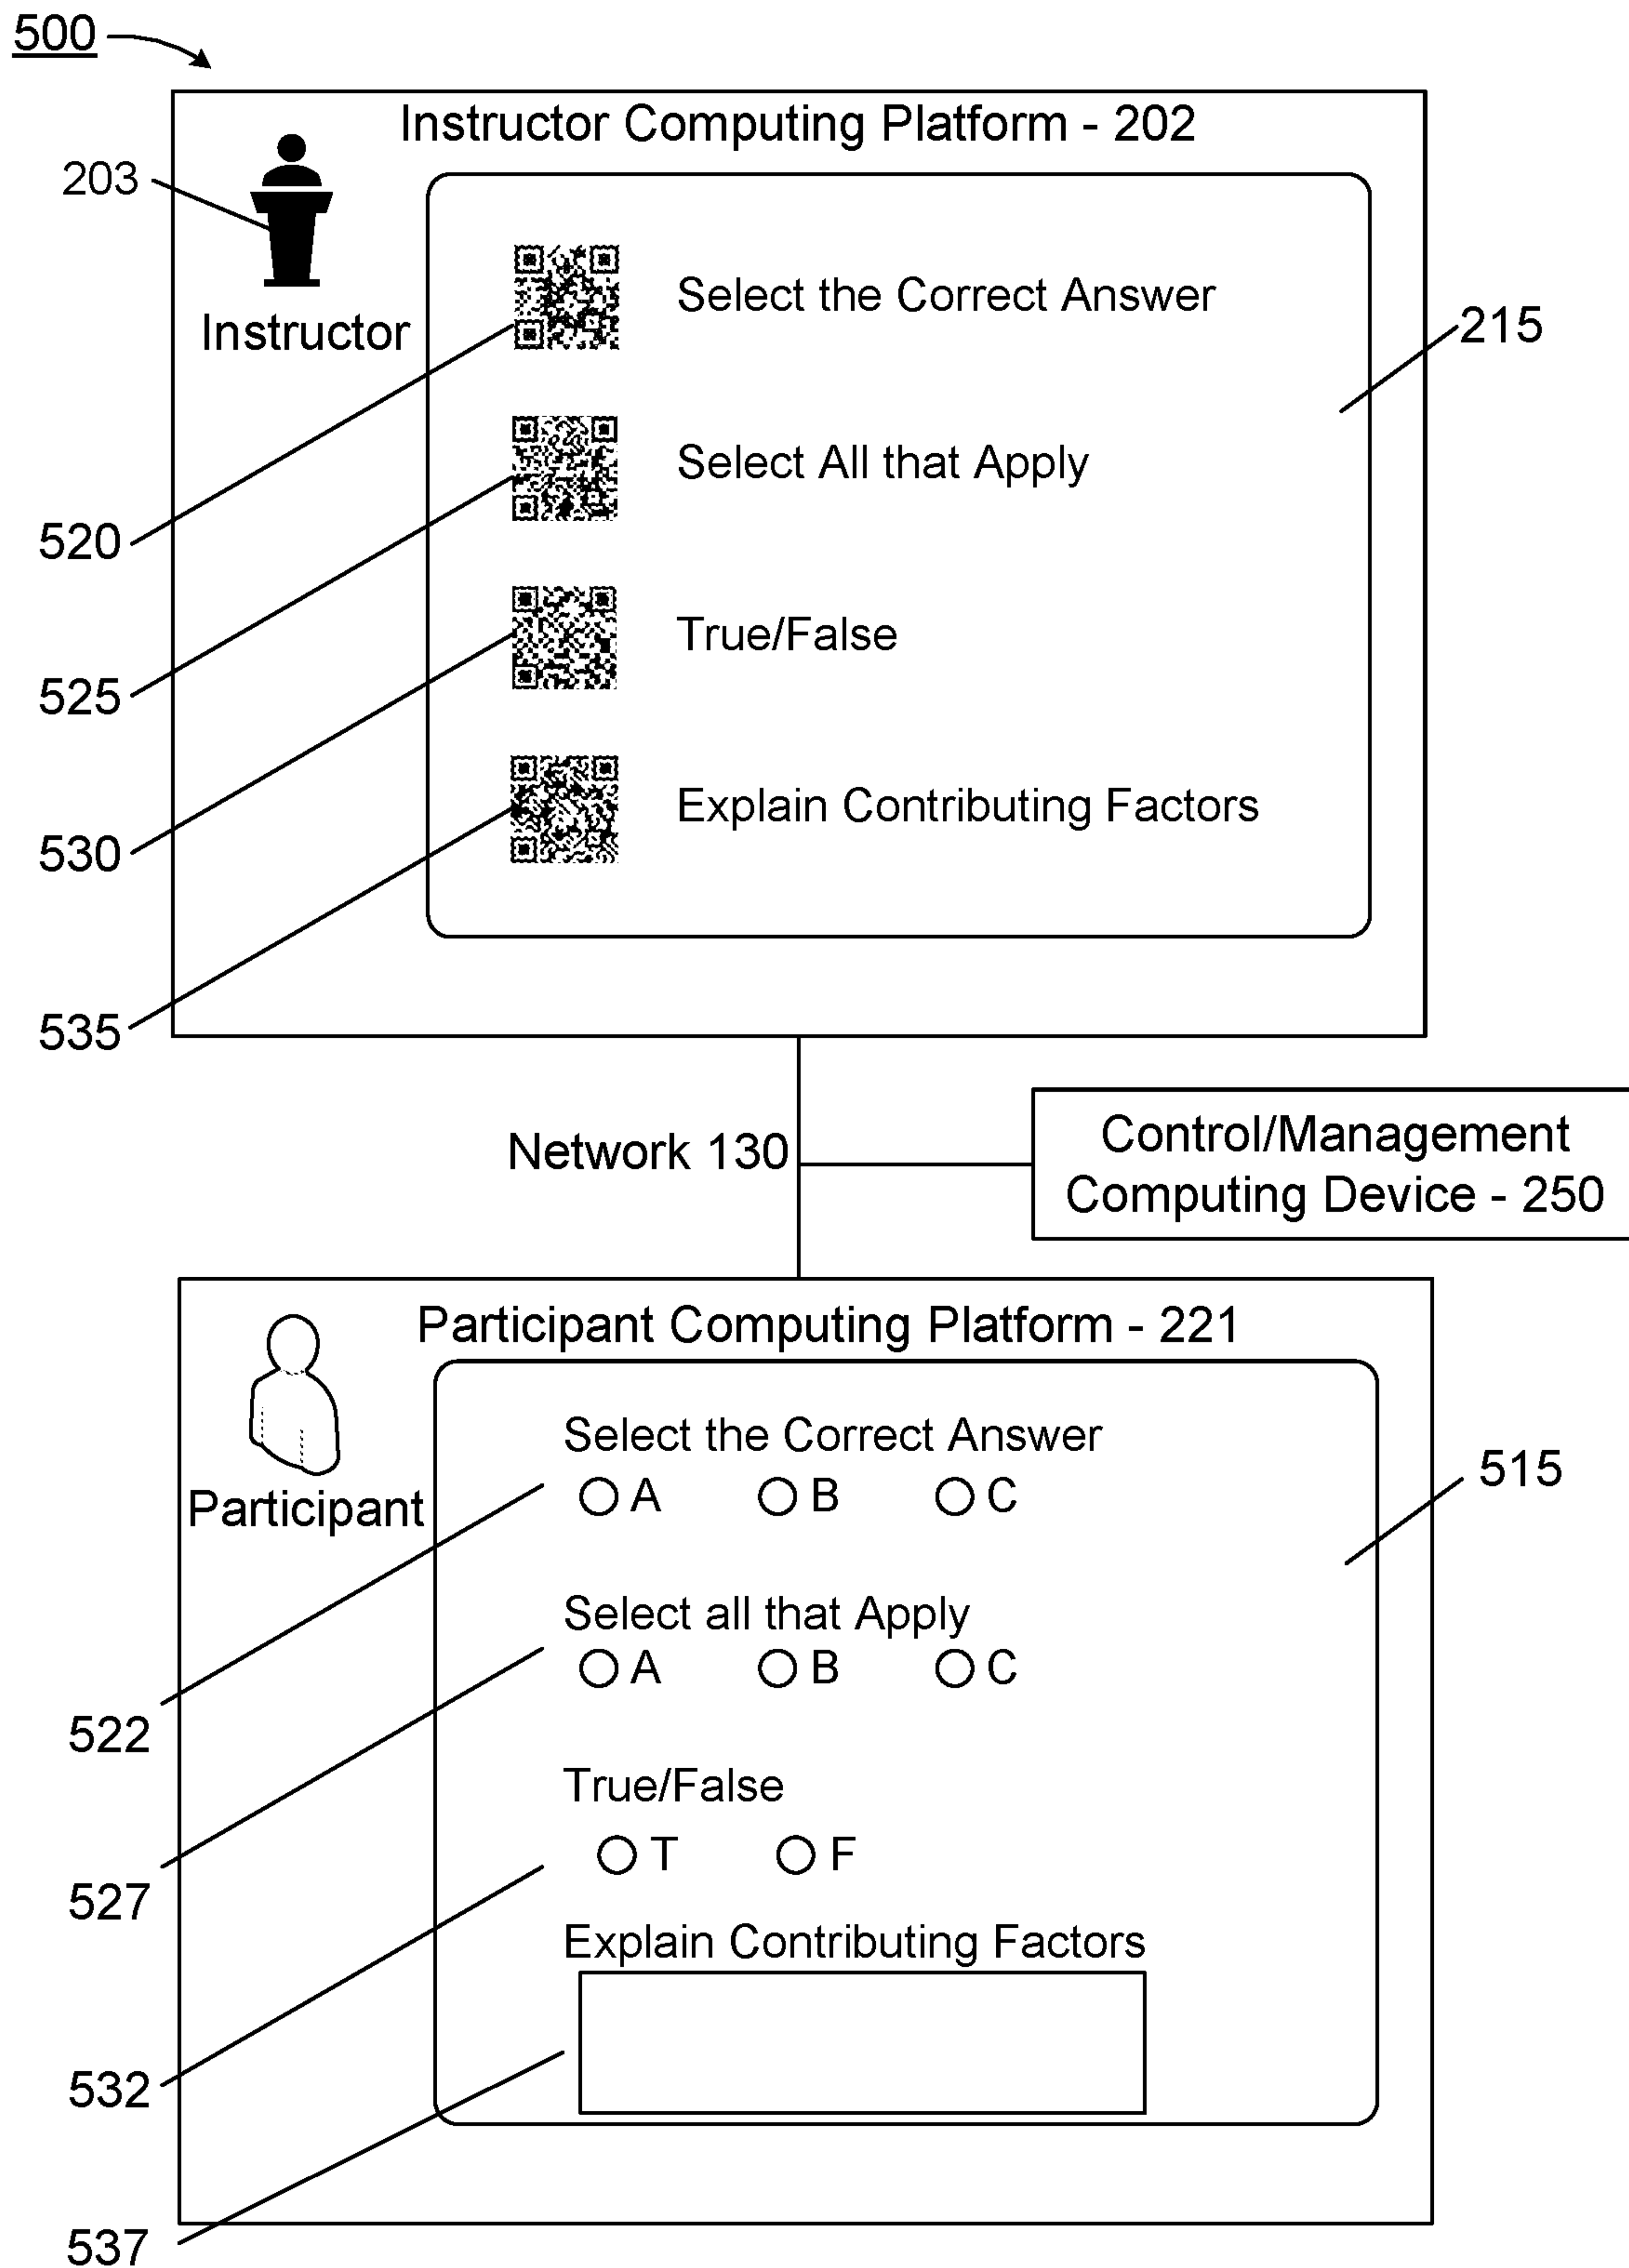 500
Instructor Computing Platform - 202
203
Instructor
Select the Correct Answer
215
Select All that Apply
520
True/False
525
Explain Contributing Factors
530
535
Network 130
Control/Management
Computing Device - 250
Participant Computing Platform - 221
Participant
Select the Correct Answer
A B C
515
Select all that Apply
A B C
522
True/False
T F
527
Explain Contributing Factors
532
537